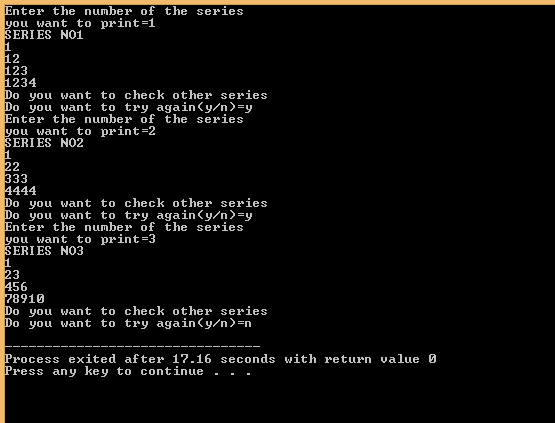 Enter the number of the series
you want to print=1
SERIES NO1
1
12
123
1234
Do you want to check other series
Do you want to try again(y/n)=y
Enter the number of the series
you want to print=2
SERIES NO2
1
22
333
4444
Do you want to check other series
Do you want to try again(y/n)=y
Enter the number of the series
you want to print=3
SERIES NO3
1
23
456
78910
Do you want to check other series
Do you want to try again(y/n)=n
--------------------------------
Process exited after 17.16 seconds with return value 0
Press any key to continue . . .